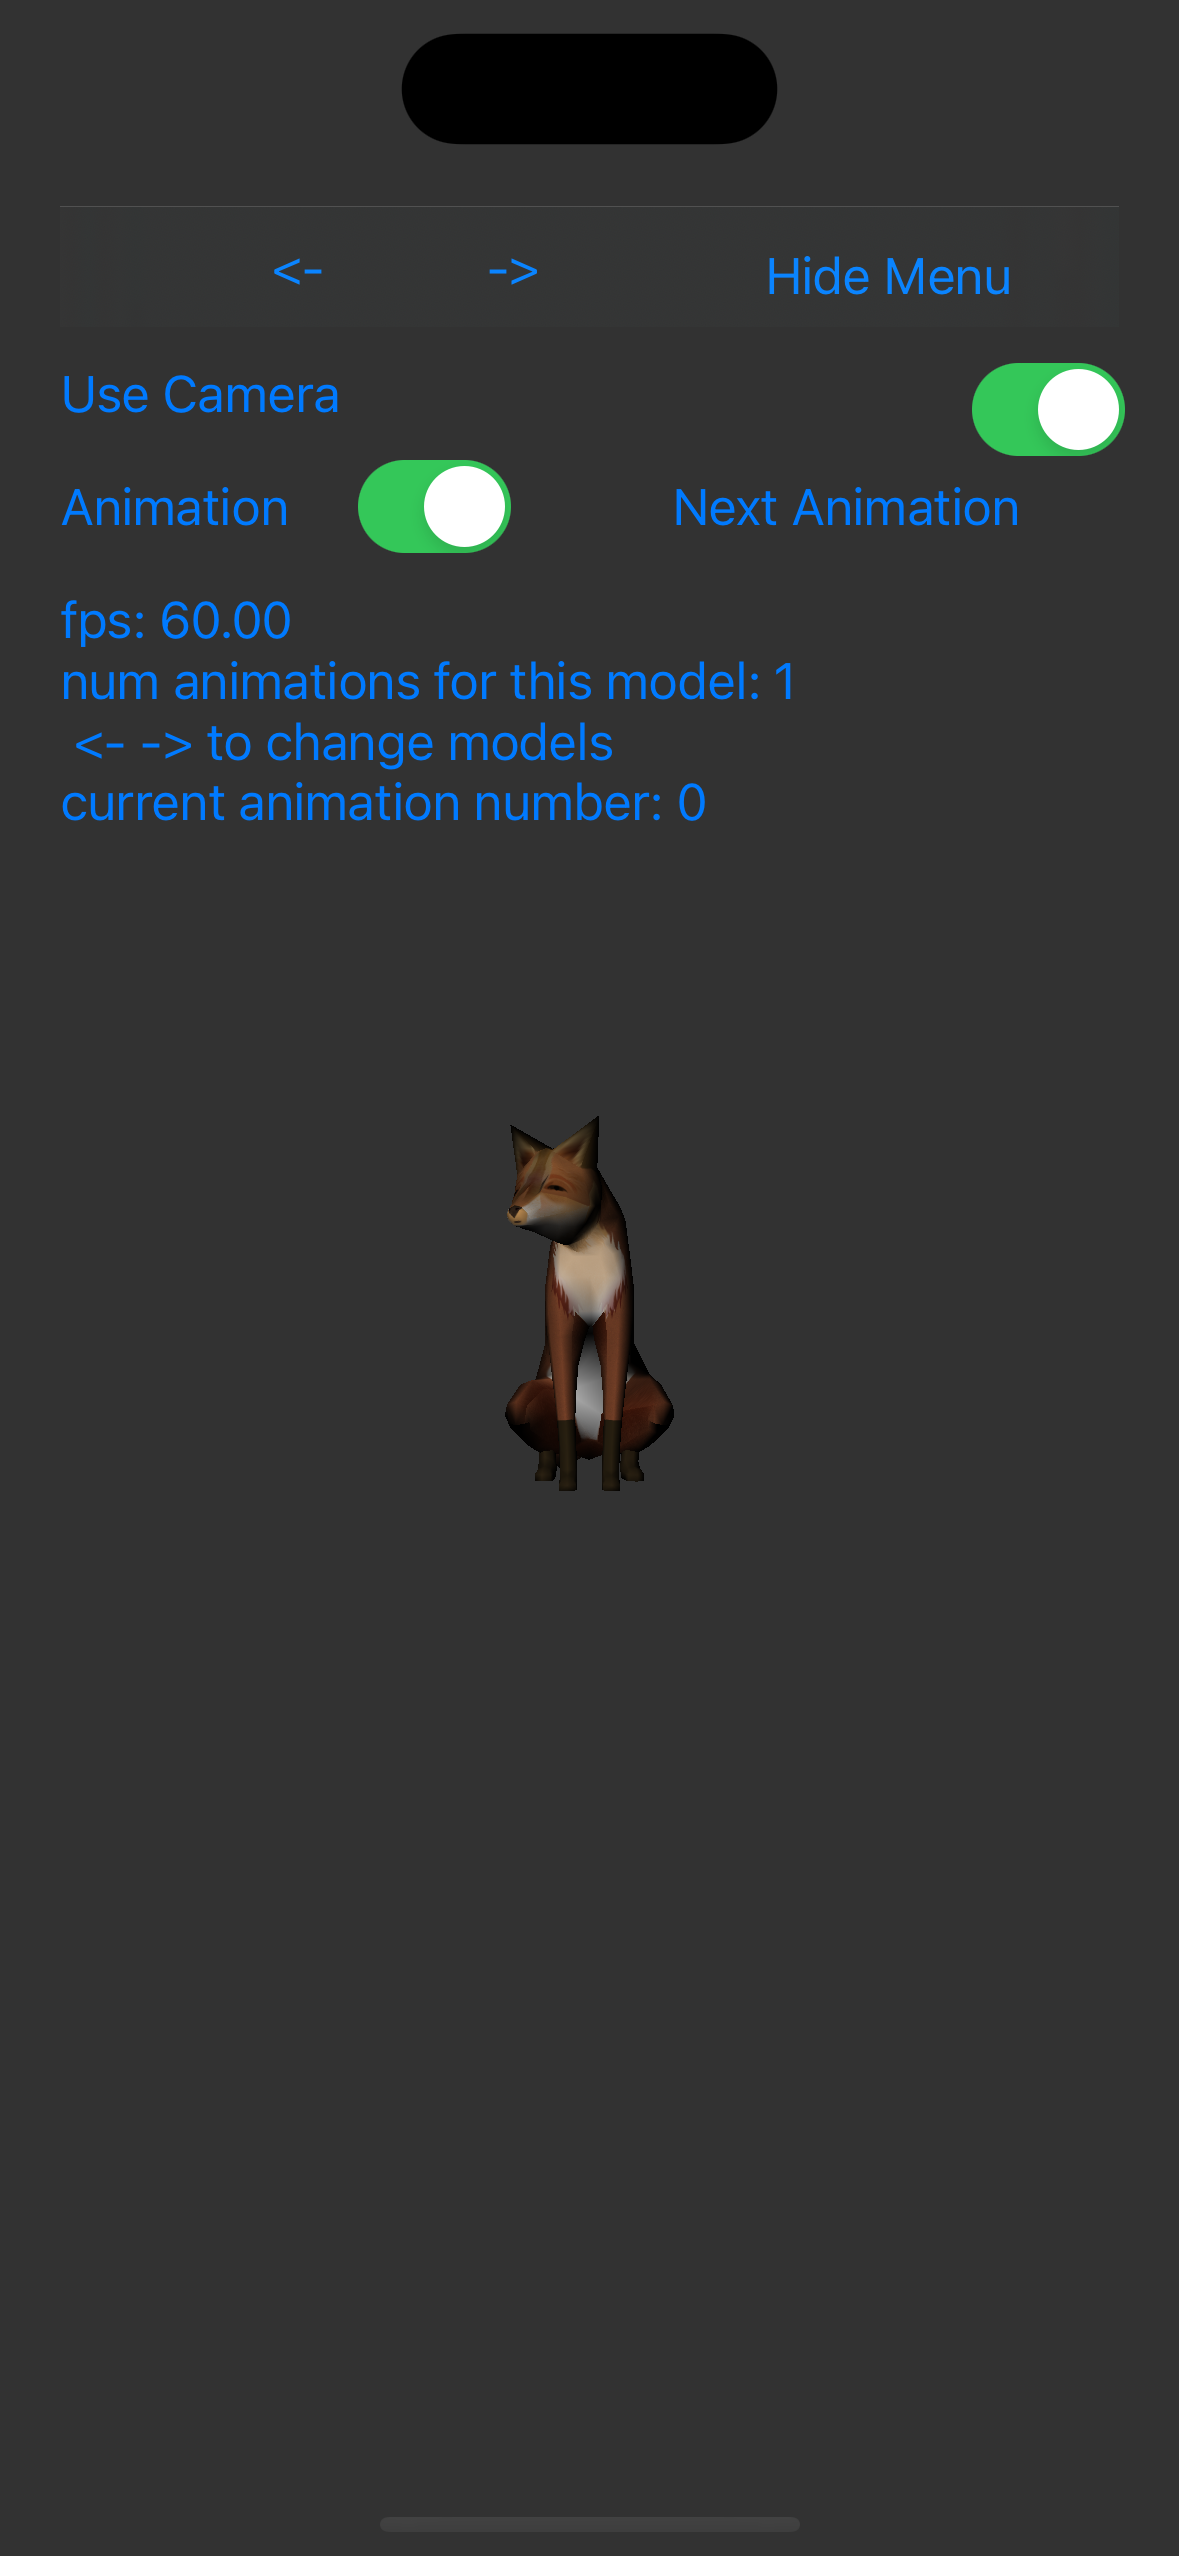 <- -> Hide Menu
Use Camera
Animation Next Animation
fps: 60.00
num animations for this model: 1
<- -> to change models
current animation number: 0